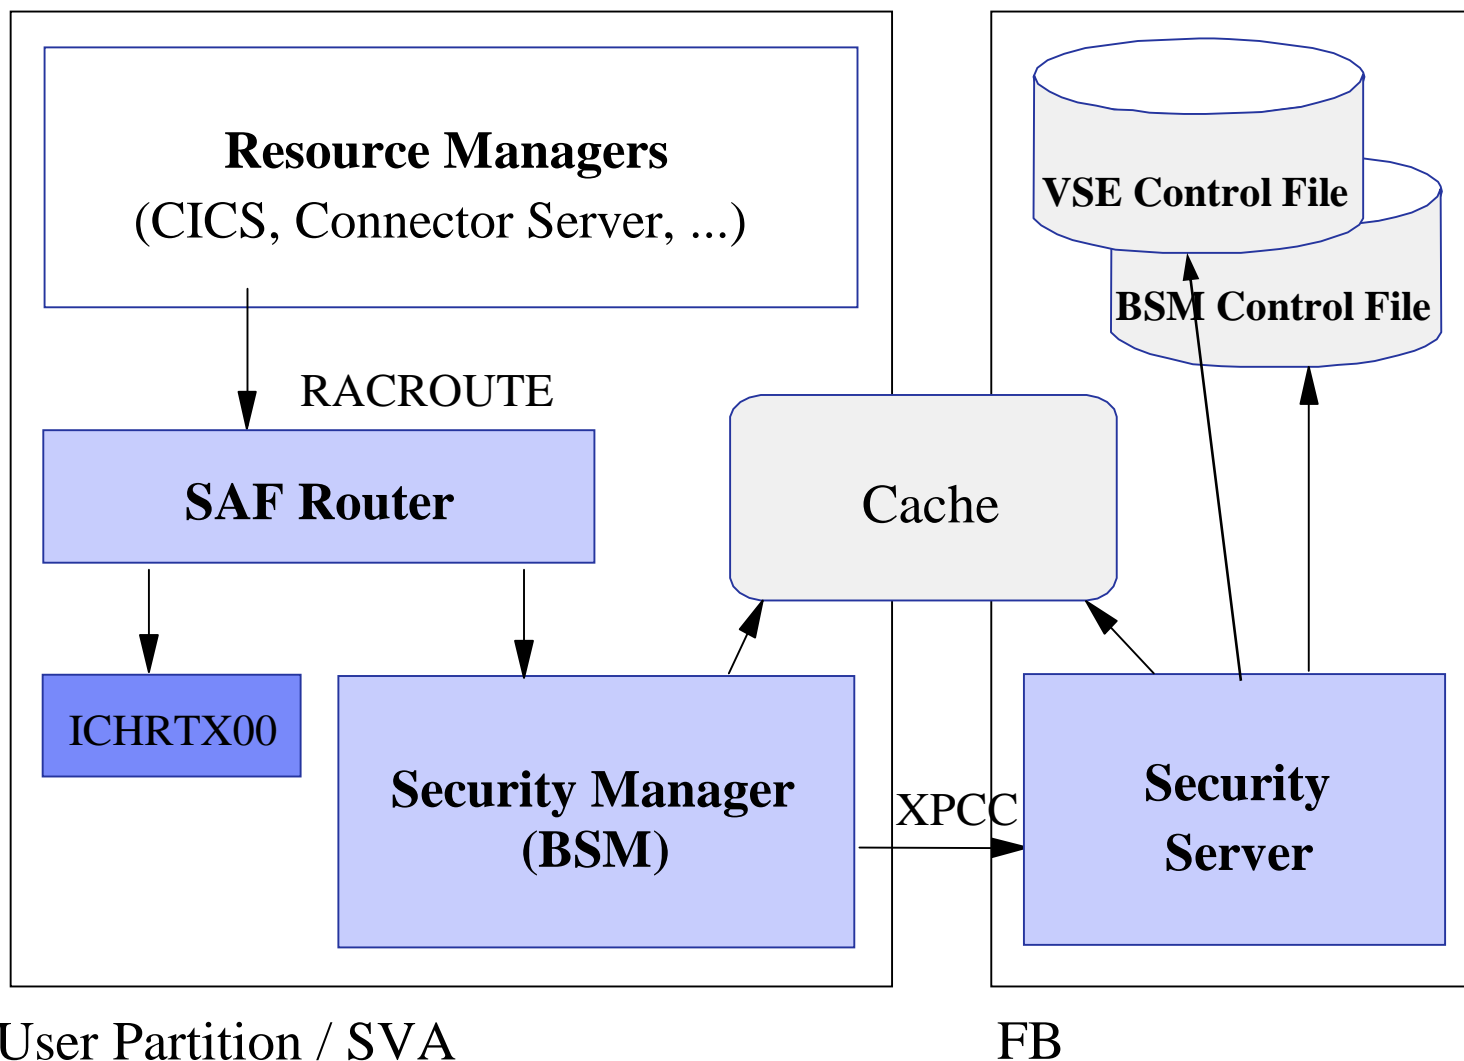 Resource Managers
(CICS, Connector Server, ...)
RACROUTE
SAF Router
ICHRTX00
Security Manager
(BSM)
Cache
XPCC
VSE Control File
BSM Control File
Security
Server
User Partition / SVA
FB